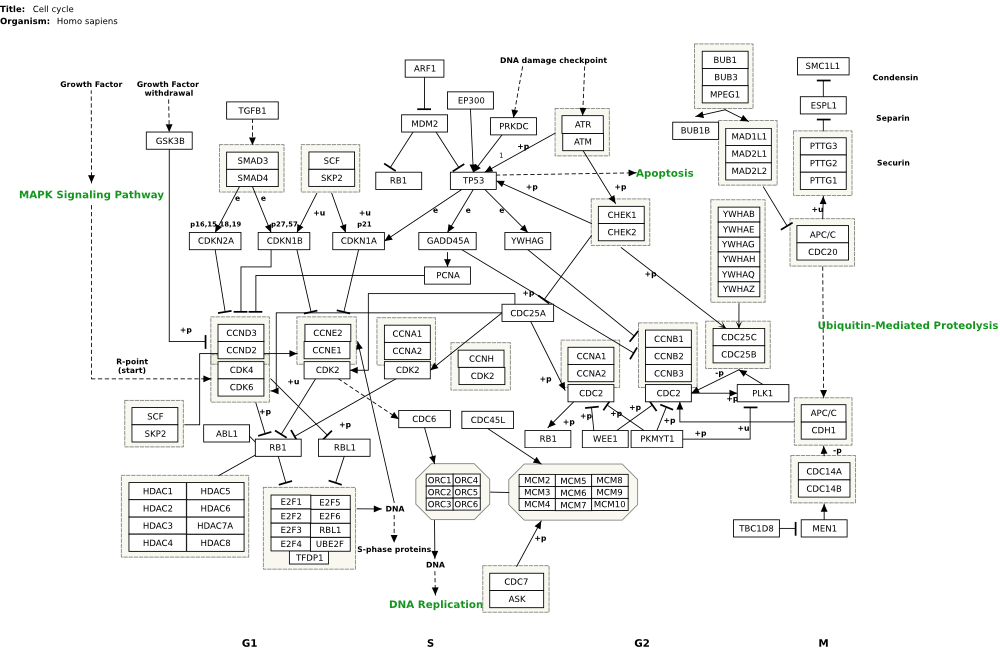 Title: Cell cycle
Organism: Homo sapiens
Growth Factor
Growth Factor
withdrawal
GSK3B
MAPK Signaling Pathway
TGFB1
SMAD3
SMAD4
SCF
SKP2
ARF1
MDM2
RB1
EP300
DNA damage checkpoint
PRKDC
ATR
ATM
TP53
1
+p
+p
+p
Apoptosis
BUB1
BUB3
MPEG1
BUB1B
MAD1L1
MAD2L1
MAD2L2
SMC1L1
ESPL1
PTTG3
PTTG2
PTTG1
Condensin
Separin
Securin
+u
APC/C
CDC20
e
e
+u
+u
p21
e
e
e
p16,15,18,19
p27,57
CDKN2A
CDKN1B
CDKN1A
GADD45A
YWHAG
PCNA
CHEK1
CHEK2
+p
+p
YWHAB
YWHAE
YWHAG
YWHAH
YWHAQ
YWHAZ
CDC25A
CDC25C
CDC25B
Ubiquitin-Mediated Proteolysis
+p
CCND3
CCND2
CDK4
CDK6
CCNE2
CCNE1
CDK2
CCNA1
CCNA2
CDK2
CCNH
CDK2
CCNA1
CCNA2
CDC2
CCNB1
CCNB2
CCNB3
CDC2
PLK1
R-point
(start)
+u
+p
-p
+p
+p
+p
+p
+p
+p
+p
+u
SCF
SKP2
ABL1
RB1
RBL1
CDC6
CDC45L
RB1
WEE1
PKMYT1
APC/C
CDH1
-p
CDC14A
CDC14B
TBC1D8
MEN1
HDAC1 HDAC5
HDAC2 HDAC6
HDAC3 HDAC7A
HDAC4 HDAC8
E2F1 E2F5
E2F2 E2F6
E2F3 RBL1
E2F4 UBE2F
TFDP1
DNA
S-phase proteins
ORC1 ORC4
ORC2 ORC5
ORC3 ORC6
MCM2 MCM5 MCM8
MCM3 MCM6 MCM9
MCM4 MCM7 MCM10
+p
DNA
CDC7
ASK
DNA Replication
G1 S G2 M